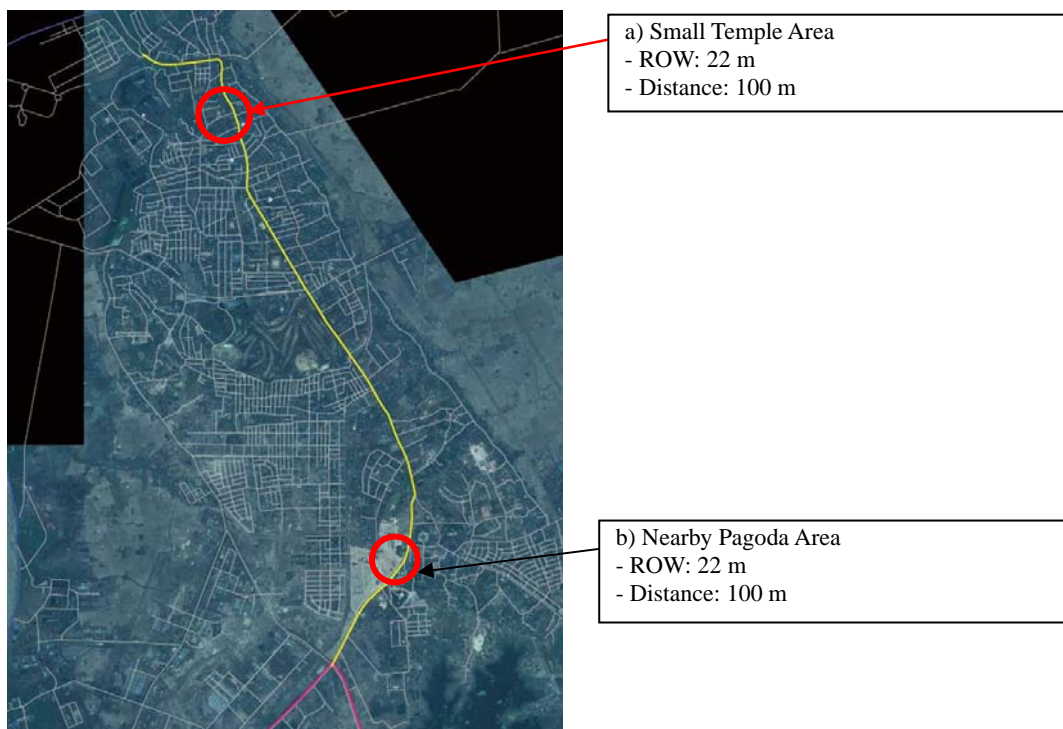 a) Small Temple Area
- ROW: 22 m
- Distance: 100 m
b) Nearby Pagoda Area
- ROW: 22 m
- Distance: 100 m